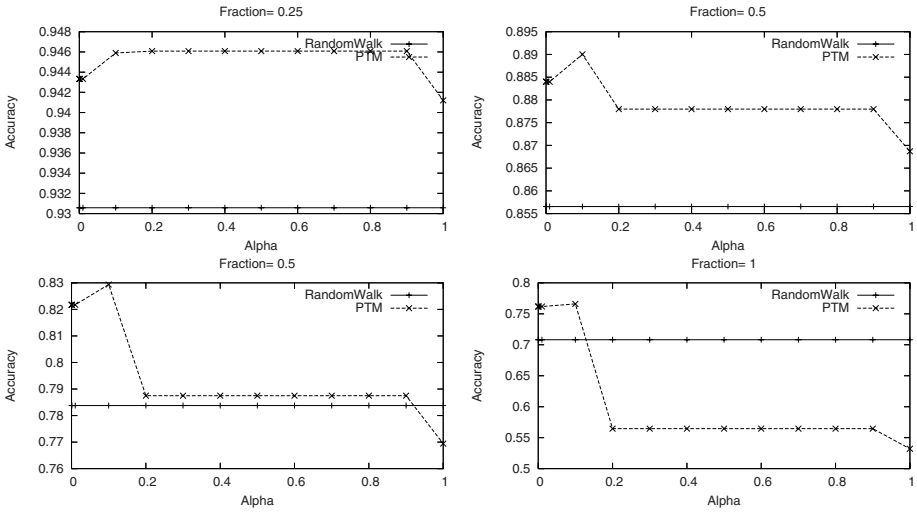 Fraction= 0.25
0.948
0.946
0.944
0.942
0.94
0.938
0.936
0.934
0.932
0.93
Accuracy
RandomWalk
PTM
0 0.2 0.4 0.6 0.8 1
Alpha
Fraction= 0.5
0.895
0.89
0.885
0.88
0.875
0.87
0.865
0.86
0.855
Accuracy
RandomWalk
PTM
0 0.2 0.4 0.6 0.8 1
Alpha
Fraction= 0.5
0.83
0.82
0.81
0.8
0.79
0.78
0.77
0.76
Accuracy
RandomWalk
PTM
0 0.2 0.4 0.6 0.8 1
Alpha
Fraction= 1
0.8
0.75
0.7
0.65
0.6
0.55
0.5
Accuracy
RandomWalk
PTM
0 0.2 0.4 0.6 0.8 1
Alpha